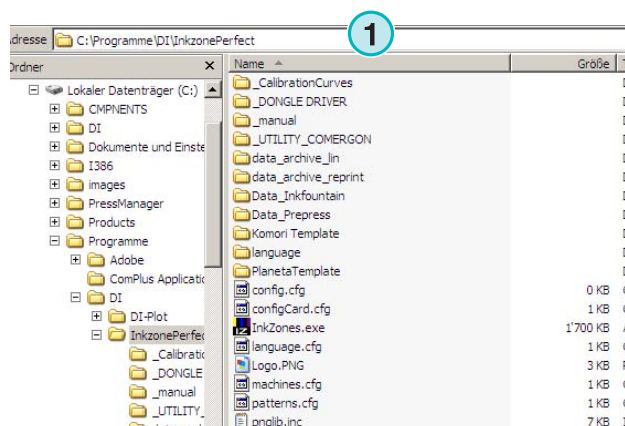 Adresse C:\Programme\DI\InkzonePerfect
1
Ordner
Name Größe
Lokaler Datenträger (C:)
CMPNENTS
DI
Dokumente und Einste
I386
images
PressManager
Products
Programme
Adobe
ComPlus Applicatic
DI
DI-Plot
InkzonePerfec
_Calibratic
_DONGLE
_manual
_UTILITY_
_CalibrationCurves
_DONGLE DRIVER
_manual
_UTILITY_COMERGON
data_archive_lin
data_archive_reprint
Data_Inkfountain
Data_Prepress
Komori Template
language
PlanetaTemplate
config.cfg 0 KB
configCard.cfg 1 KB
InkZones.exe 1'700 KB
language.cfg 1 KB
Logo.PNG 3 KB
machines.cfg 1 KB
patterns.cfg 1 KB
pnglib.inc 7 KB